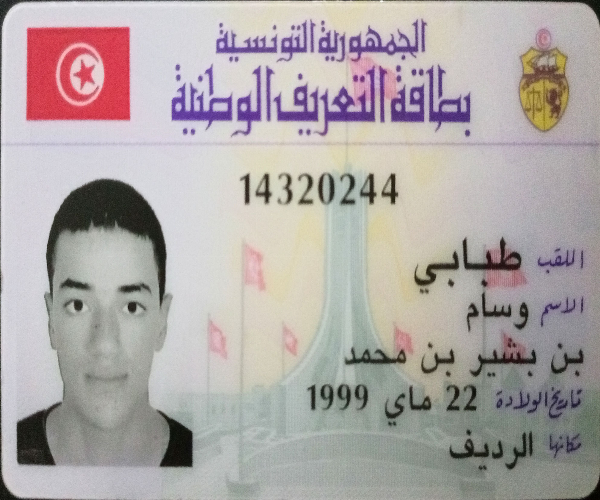 الجمهورية التونسية
بطاقة التعريف الوطنية
14320244
اللقب طبابي
الاسم وسام
بن بشير بن محمد
تاريخ الولادة 22 ماي 1999
مكانها الرديف